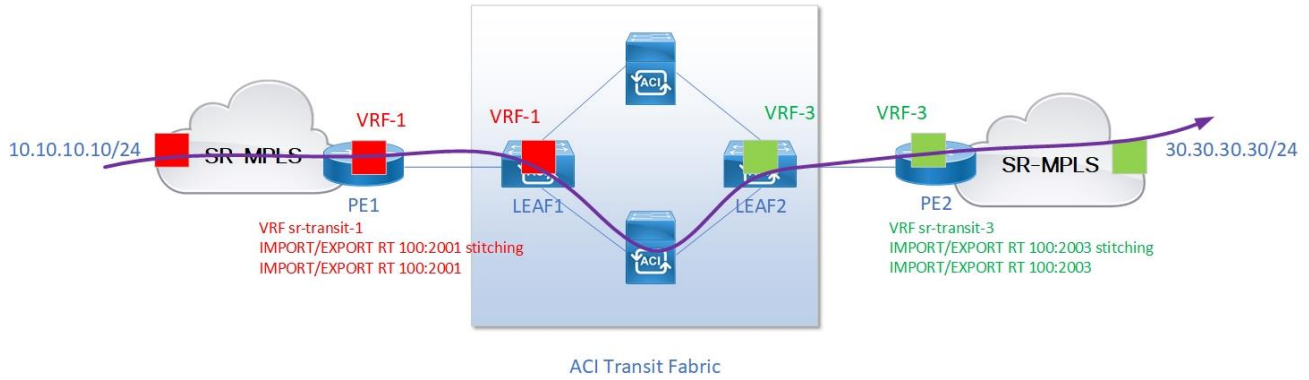 VRF-1
VRF-1
VRF-3
VRF-3
ACI
10.10.10.10/24
SR-MPLS
SR-MPLS
30.30.30.30/24
PE1
LEAF1
LEAF2
PE2
VRF sr-transit-1
IMPORT/EXPORT RT 100:2001 stitching
IMPORT/EXPORT RT 100:2001
VRF sr-transit-3
IMPORT/EXPORT RT 100:2003 stitching
IMPORT/EXPORT RT 100:2003
ACI
ACI Transit Fabric